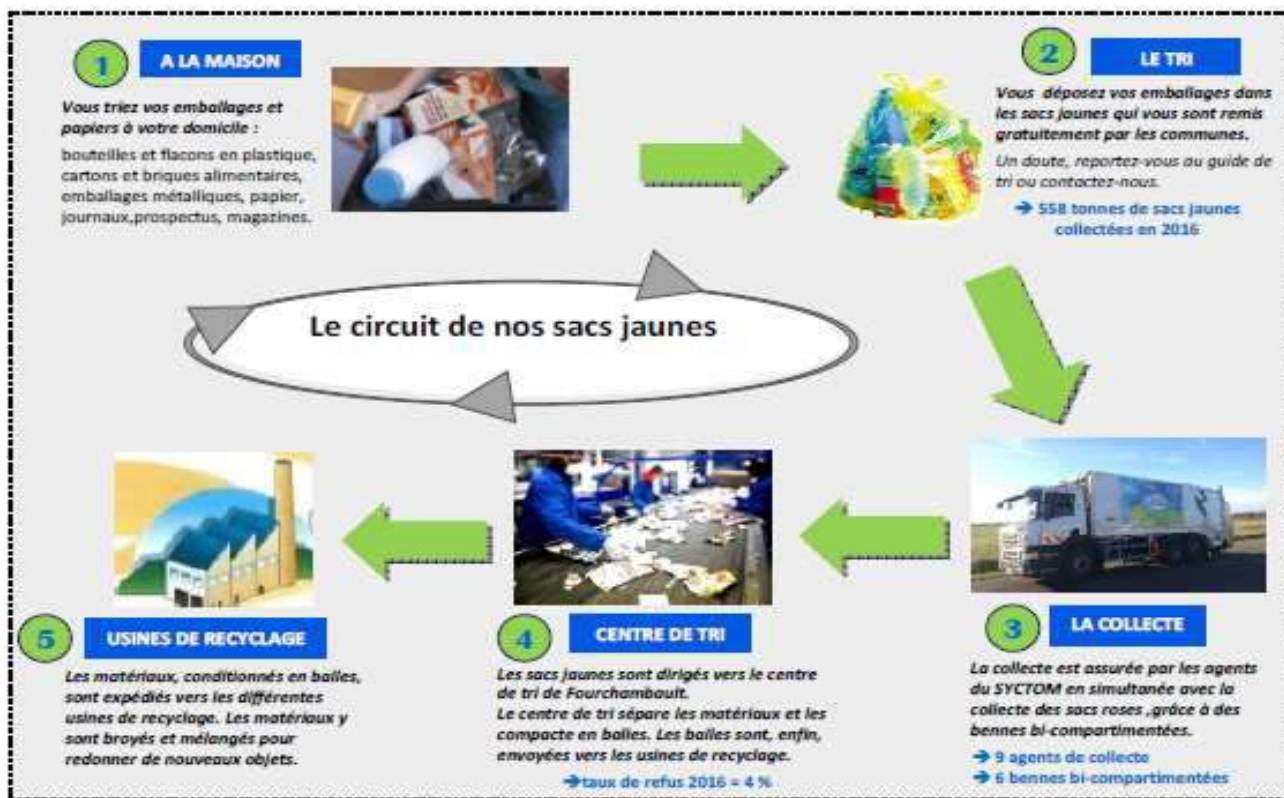 1
A LA MAISON
Vous triez vos emballages et
papiers à votre domicile :
bouteilles et flacons en plastique,
cartons et briques alimentaires,
emballages métalliques, papier,
journaux,prospectus, magazines.
2
LE TRI
Vous déposez vos emballages dans
les sacs jaunes qui vous sont remis
gratuitement par les communes.
Un doute, reportez-vous au guide de
tri ou contactez-nous.
➔ 558 tonnes de sacs jaunes
collectées en 2016
Le circuit de nos sacs jaunes
3
LA COLLECTE
La collecte est assurée par les agents
du SYCTOM en simultanée avec la
collecte des sacs roses ,grâce à des
bennes bi-compartimentées.
➔ 9 agents de collecte
➔ 6 bennes bi-compartimentées
4
CENTRE DE TRI
Les sacs jaunes sont dirigés vers le centre
de tri de Fourchambault.
Le centre de tri sépare les matériaux et les
compacte en balles. Les balles sont, enfin,
envoyées vers les usines de recyclage.
➔taux de refus 2016 = 4 %
5
USINES DE RECYCLAGE
Les matériaux, conditionnés en balles,
sont expédiés vers les différentes
usines de recyclage. Les matériaux y
sont broyés et mélangés pour
redonner de nouveaux objets.